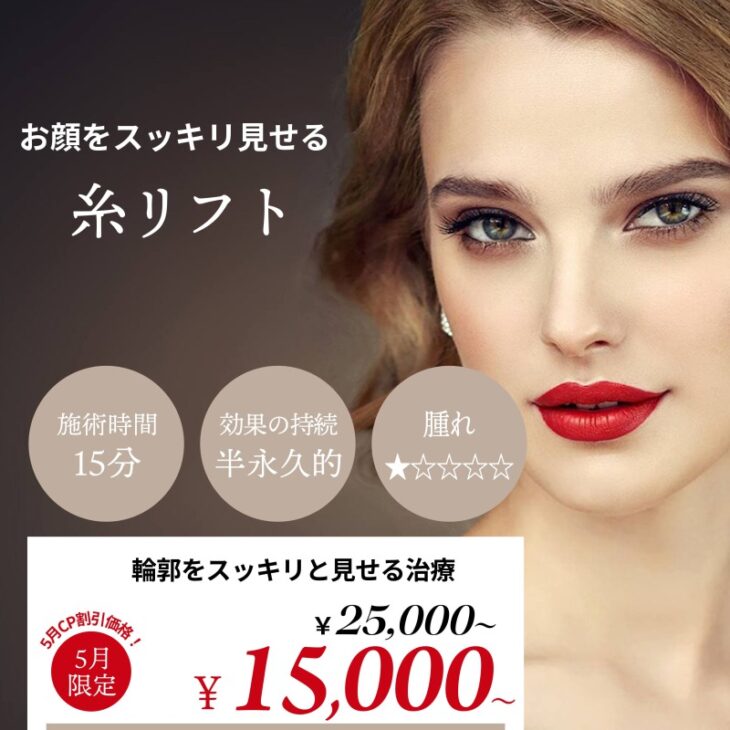 お顔をスッキリ見せる
糸リフト
施術時間
15分
効果の持続
半永久的
腫れ
★☆☆☆☆
輪郭をスッキリと見せる治療
5月CP割引価格！
5月
限定
¥25,000~
¥15,000~